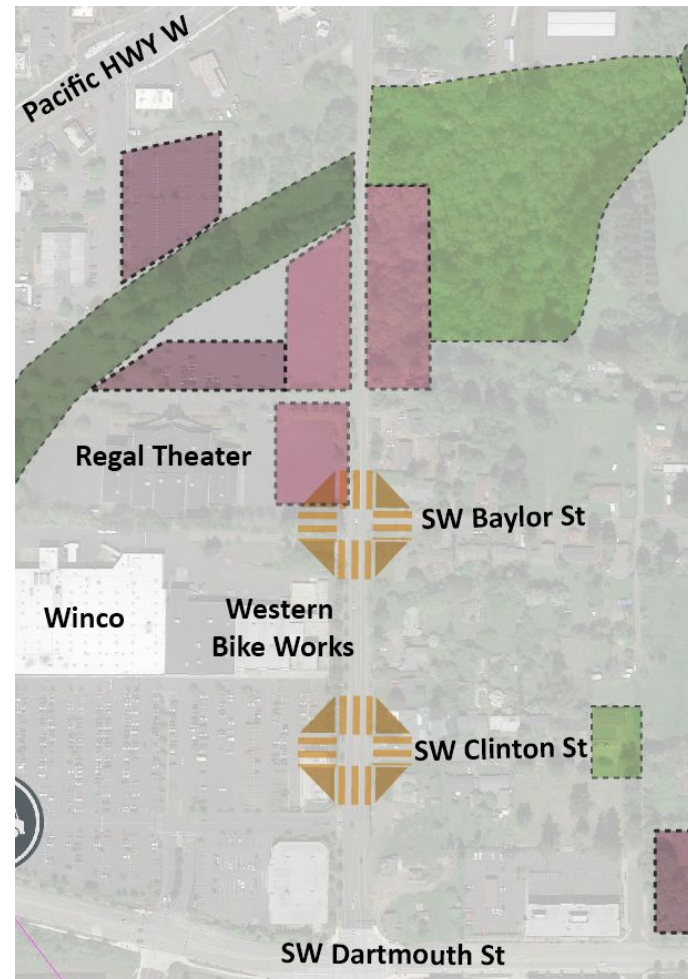 Pacific HWY W
Regal Theater
SW Baylor St
Winco
Western
Bike Works
SW Clinton St
SW Dartmouth St